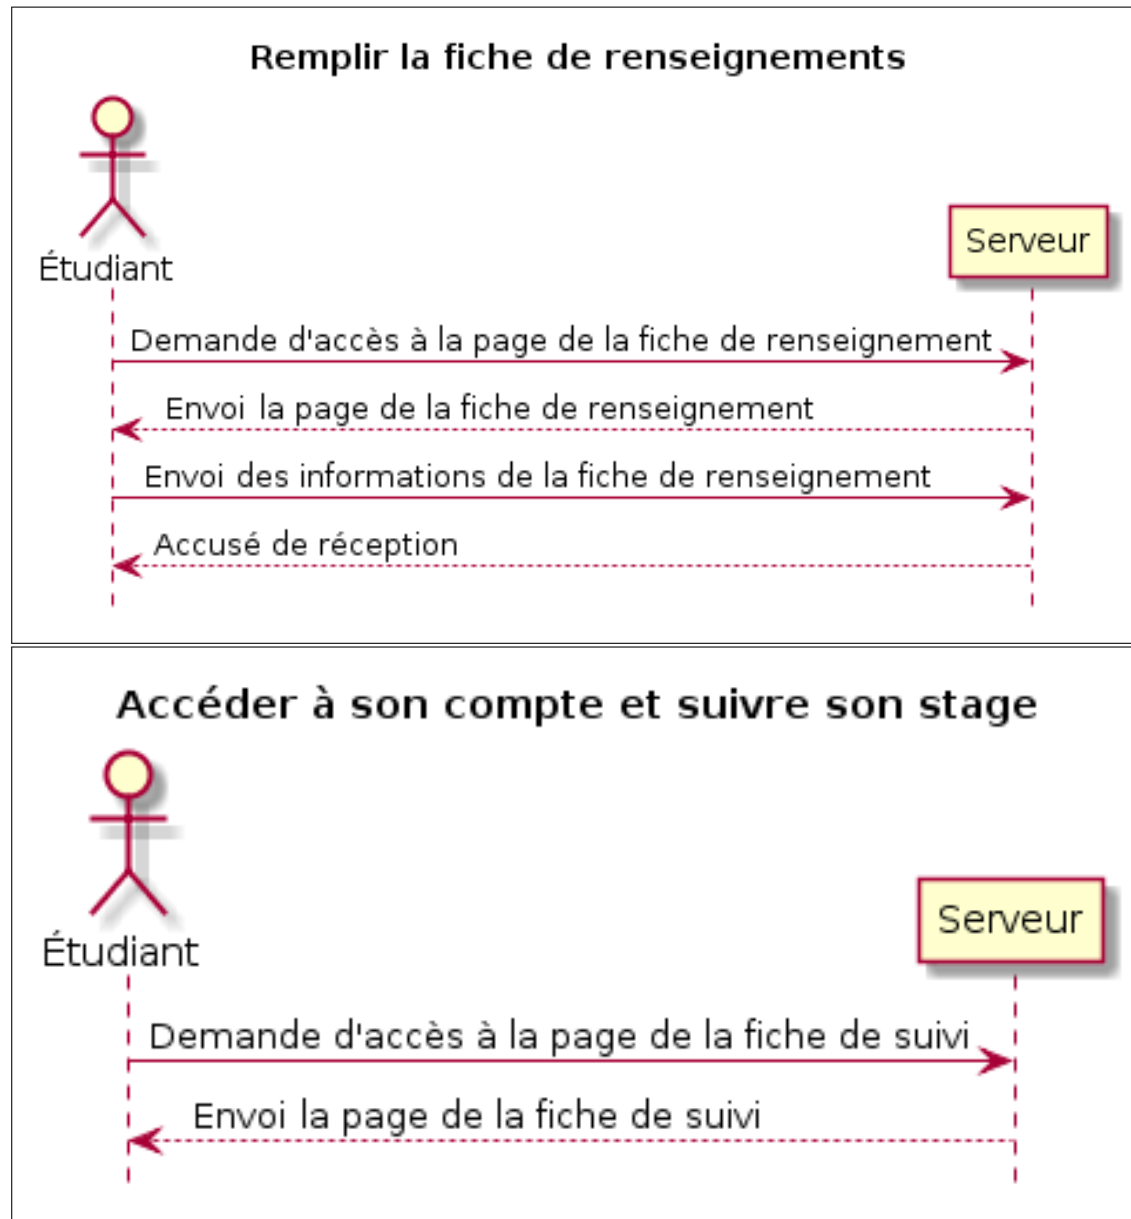 Remplir la fiche de renseignements
Étudiant
Serveur
Demande d'accès à la page de la fiche de renseignement
Envoi la page de la fiche de renseignement
Envoi des informations de la fiche de renseignement
Accusé de réception
Accéder à son compte et suivre son stage
Étudiant
Serveur
Demande d'accès à la page de la fiche de suivi
Envoi la page de la fiche de suivi